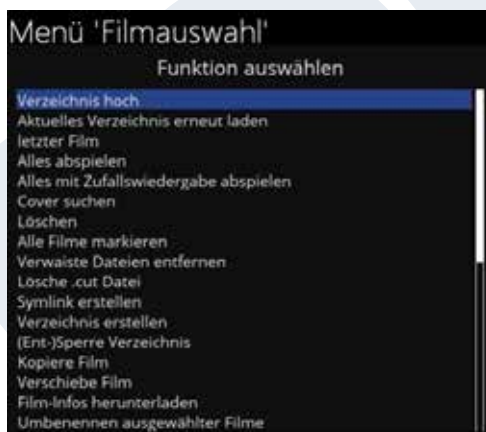 Menü 'Filmauswahl'
Funktion auswählen
Verzeichnis hoch
Aktuelles Verzeichnis erneut laden
letzter Film
Alles abspielen
Alles mit Zufallswiedergabe abspielen
Cover suchen
Löschen
Alle Filme markieren
Verwaiste Dateien entfernen
Lösche .cut Datei
Symlink erstellen
Verzeichnis erstellen
(Ent-)Sperre Verzeichnis
Kopiere Film
Verschiebe Film
Film-Infos herunterladen
Umbenennen ausgewählter Filme